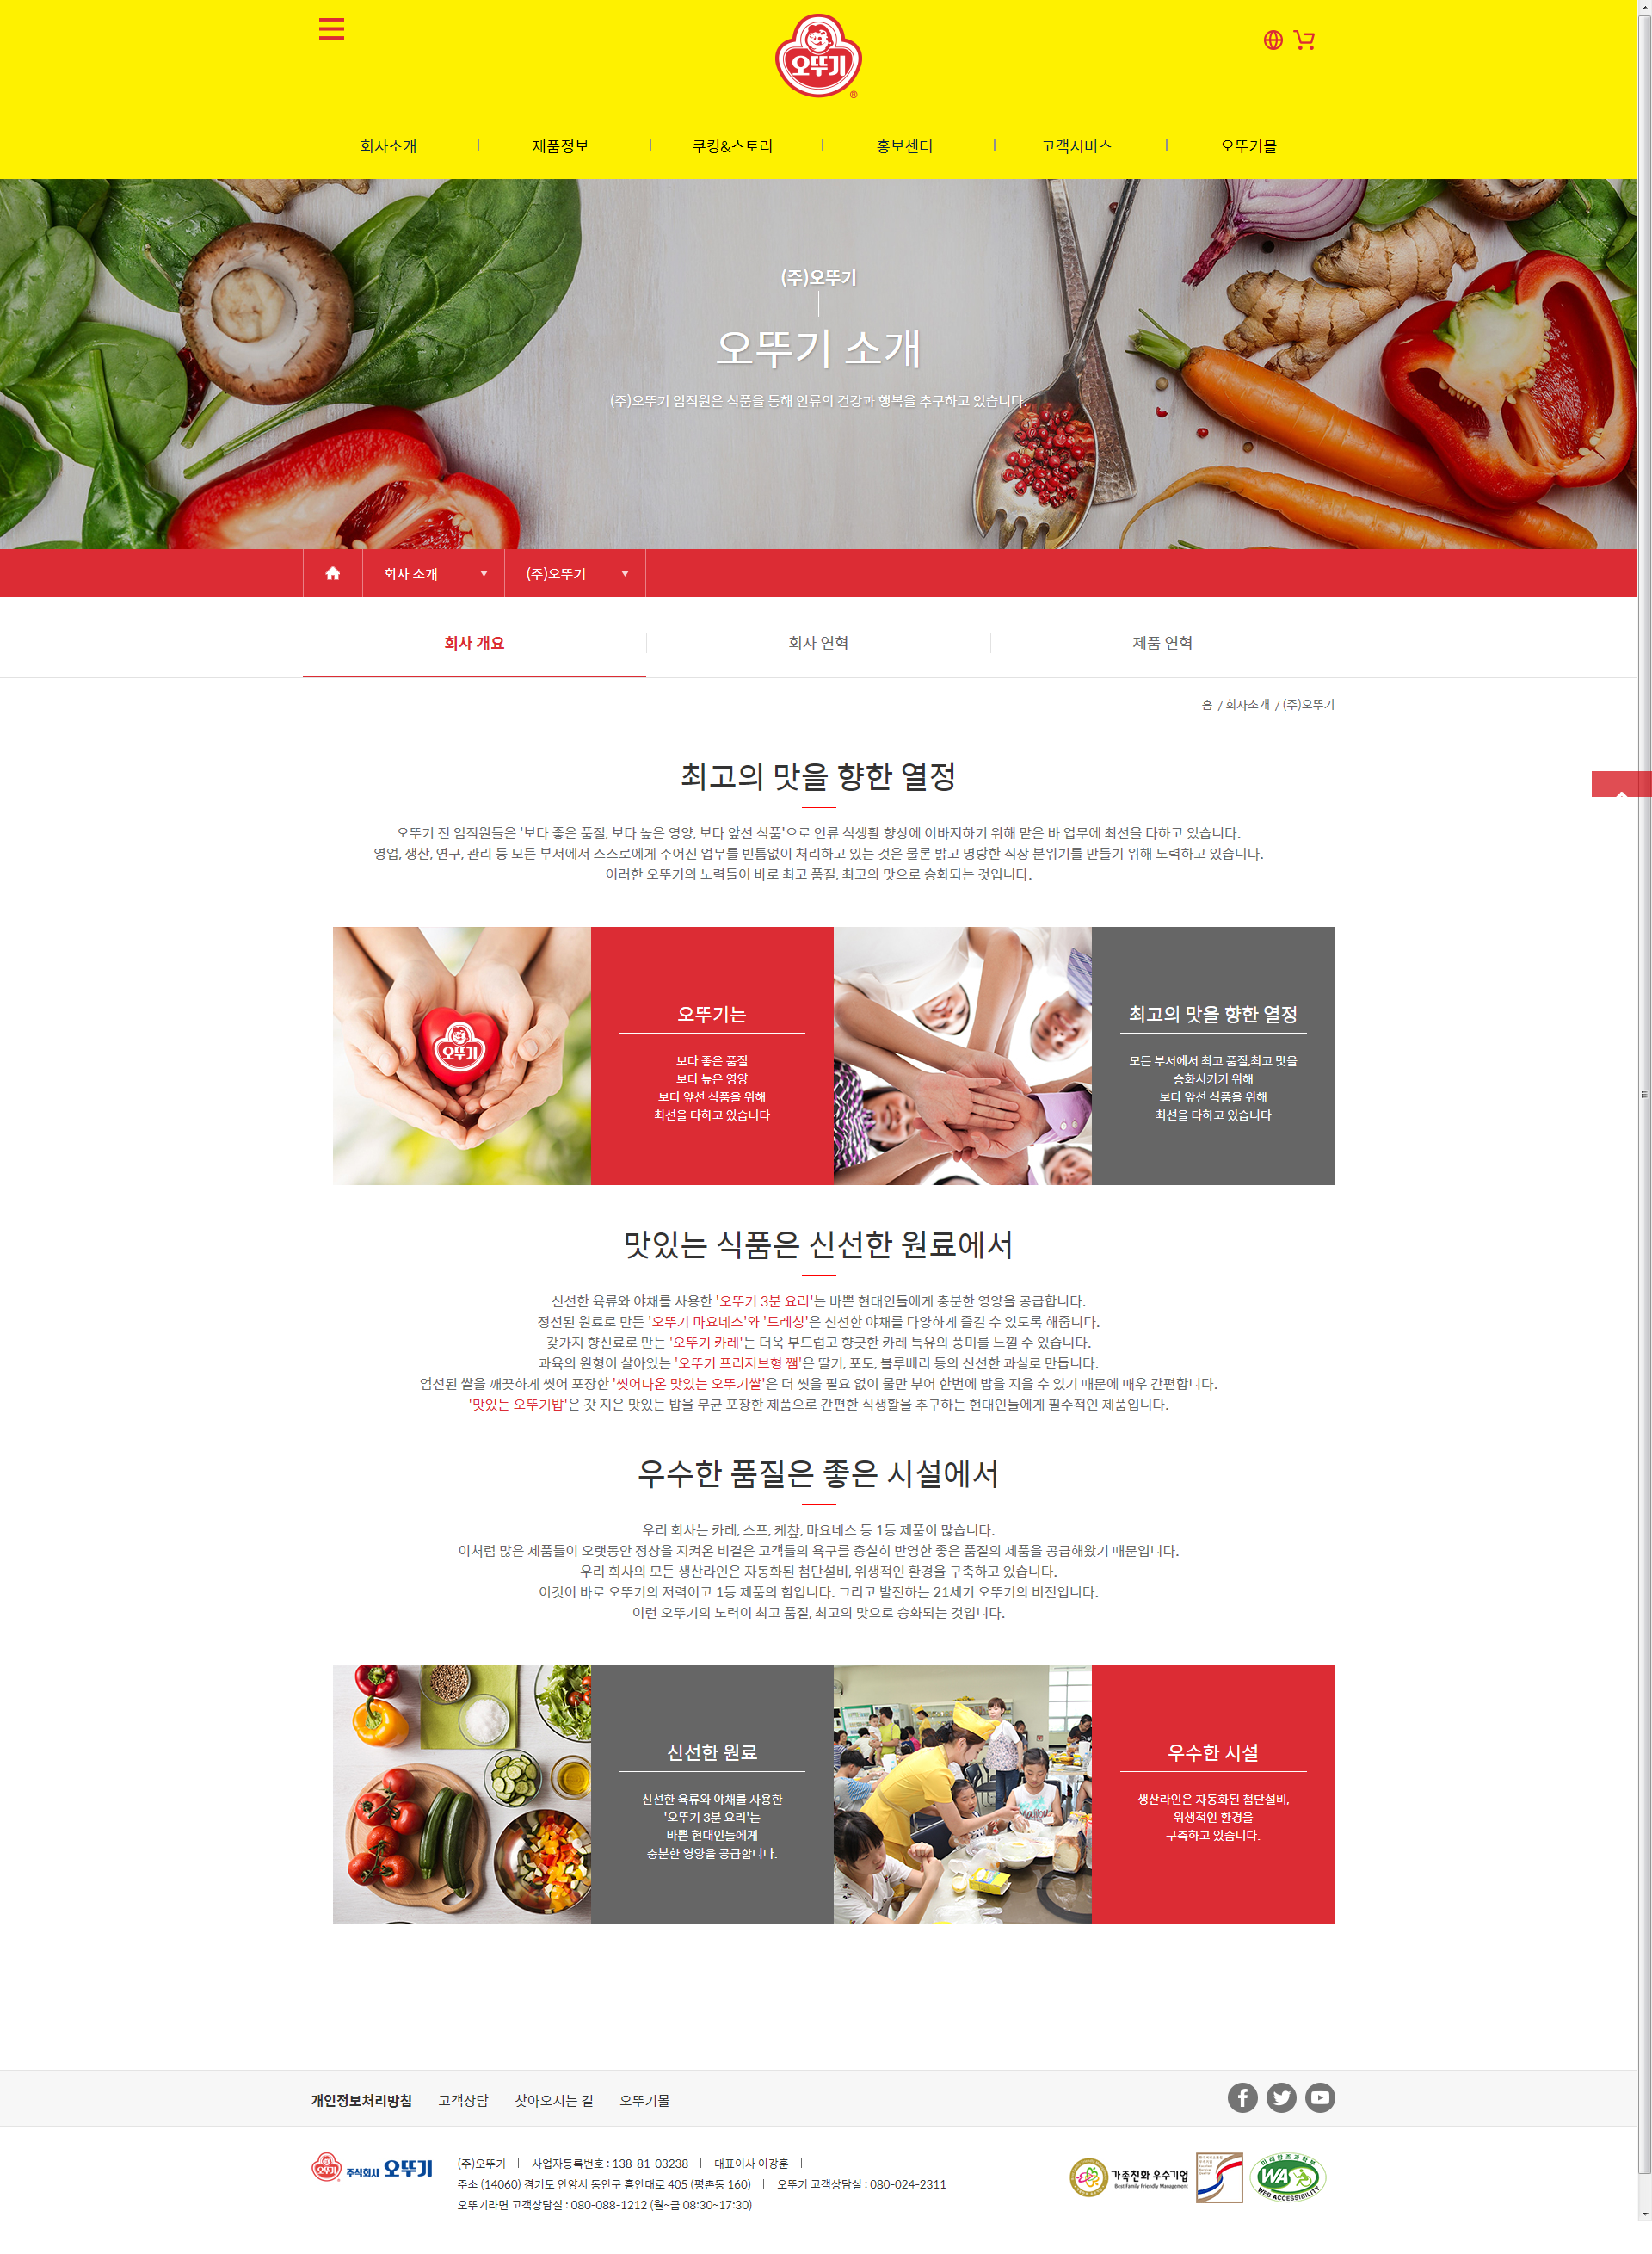 오뚜기
회사소개
제품정보
쿠킹&스토리
홍보센터
고객서비스
오뚜기몰
(주)오뚜기
오뚜기 소개
(주)오뚜기 임직원은 식품을 통해 인류의 건강과 행복을 추구하고 있습니다.
회사 소개
(주)오뚜기
회사 개요
회사 연혁
제품 연혁
홈 / 회사소개 / (주)오뚜기
최고의 맛을 향한 열정
오뚜기 전 임직원들은 '보다 좋은 품질, 보다 높은 영양, 보다 앞선 식품'으로 인류 식생활 향상에 이바지하기 위해 맡은 바 업무에 최선을 다하고 있습니다.
영업, 생산, 연구, 관리 등 모든 부서에서 스스로에게 주어진 업무를 빈틈없이 처리하고 있는 것은 물론 밝고 명랑한 직장 분위기를 만들기 위해 노력하고 있습니다.
이러한 오뚜기의 노력들이 바로 최고 품질, 최고의 맛으로 승화되는 것입니다.
오뚜기
오뚜기는
보다 좋은 품질
보다 높은 영양
보다 앞선 식품을 위해
최선을 다하고 있습니다
최고의 맛을 향한 열정
모든 부서에서 최고 품질,최고 맛을
승화시키기 위해
보다 앞선 식품을 위해
최선을 다하고 있습니다
맛있는 식품은 신선한 원료에서
신선한 육류와 야채를 사용한 '오뚜기 3분 요리'는 바쁜 현대인들에게 충분한 영양을 공급합니다.
정선된 원료로 만든 '오뚜기 마요네스'와 '드레싱'은 신선한 야채를 다양하게 즐길 수 있도록 해줍니다.
갖가지 향신료로 만든 '오뚜기 카레'는 더욱 부드럽고 향긋한 카레 특유의 풍미를 느낄 수 있습니다.
과육의 원형이 살아있는 '오뚜기 프리저브형 쨈'은 딸기, 포도, 블루베리 등의 신선한 과실로 만듭니다.
엄선된 쌀을 깨끗하게 씻어 포장한 '씻어나온 맛있는 오뚜기쌀'은 더 씻을 필요 없이 물만 부어 한번에 밥을 지을 수 있기 때문에 매우 간편합니다.
'맛있는 오뚜기밥'은 갓 지은 맛있는 밥을 무균 포장한 제품으로 간편한 식생활을 추구하는 현대인들에게 필수적인 제품입니다.
우수한 품질은 좋은 시설에서
우리 회사는 카레, 스프, 케찲, 마요네스 등 1등 제품이 많습니다.
이처럼 많은 제품들이 오랫동안 정상을 지켜온 비결은 고객들의 욕구를 충실히 반영한 좋은 품질의 제품을 공급해왔기 때문입니다.
우리 회사의 모든 생산라인은 자동화된 첨단설비, 위생적인 환경을 구축하고 있습니다.
이것이 바로 오뚜기의 저력이고 1등 제품의 힘입니다. 그리고 발전하는 21세기 오뚜기의 비전입니다.
이런 오뚜기의 노력이 최고 품질, 최고의 맛으로 승화되는 것입니다.
신선한 원료
신선한 육류와 야채를 사용한
'오뚜기 3분 요리'는
바쁜 현대인들에게
충분한 영양을 공급합니다.
우수한 시설
생산라인은 자동화된 첨단설비,
위생적인 환경을
구축하고 있습니다.
개인정보처리방침 고객상담 찾아오시는 길 오뚜기몰
오뚜기 주식회사 오뚜기
(주)오뚜기 | 사업자등록번호 : 138-81-03238 | 대표이사 이강훈 |
주소 (14060) 경기도 안양시 동안구 흥안대로 405 (평촌동 160) | 오뚜기 고객상담실 : 080-024-2311 |
오뚜기라면 고객상담실 : 080-088-1212 (월~금 08:30~17:30)
가족친화 우수기업
Best Family Friendly Management
미래창조과학부
WA
WEB ACCESSIBILITY